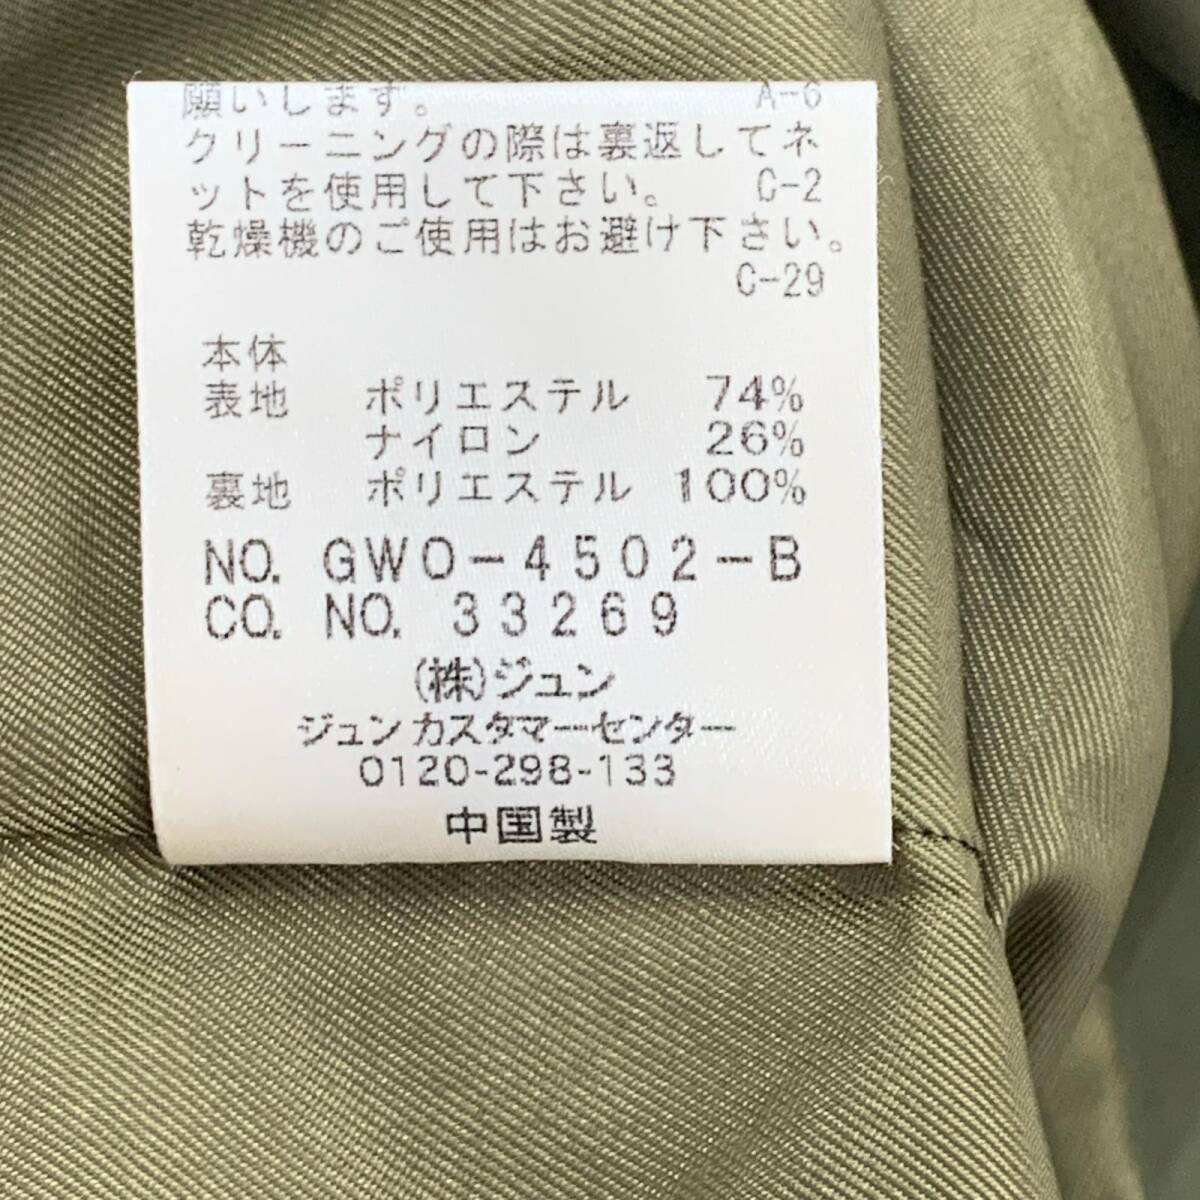 願いします。 A-6
クリーニングの際は裏返してネ
ットを使用して下さい。 C-2
乾燥機のご使用はお避け下さい。
C-29
本体
表地 ポリエステル 74%
ナイロン 26%
裏地 ポリエステル 100%
NO. GWO-4502-B
CO. NO. 33269
(株)ジュン
ジュンカスタマーセンター
0120-298-133
中国製